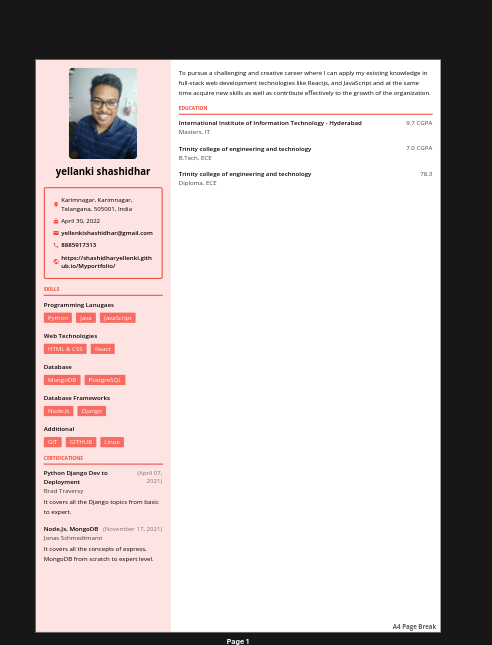 yellanki shashidhar
Karimnagar, Karimnagar,
Telangana, 505001, India
April 30, 2022
yellenkishashidhar@gmail.com
8885917313
https://shashidharyellenki.gith
ub.io/Myportfolio/
SKILLS
Programming Lanugaes
Python Java JavaScript
Web Technologies
HTML & CSS React
Database
MongoDB PostgreSQL
Database Frameworks
Node.js Django
Additional
GIT GITHUB Linux
CERTIFICATIONS
Python Django Dev to (April 07,
Deployment 2021)
Brad Traversy
It covers all the Django topics from basic
to expert.
Node.Js, MongoDB (November 17, 2021)
Jonas Schmedtmann
It covers all the concepts of express,
MongoDB from scratch to expert level.
To pursue a challenging and creative career where I can apply my existing knowledge in
full-stack web development technologies like Reactjs, and JavaScript and at the same
time acquire new skills as well as contribute effectively to the growth of the organization.
EDUCATION
International Institute of Information Technology - Hyderabad 9.7 CGPA
Masters, IT
Trinity college of engineering and technology 7.0 CGPA
B.Tech, ECE
Trinity college of engineering and technology 78.3
Diploma, ECE
A4 Page Break
Page 1